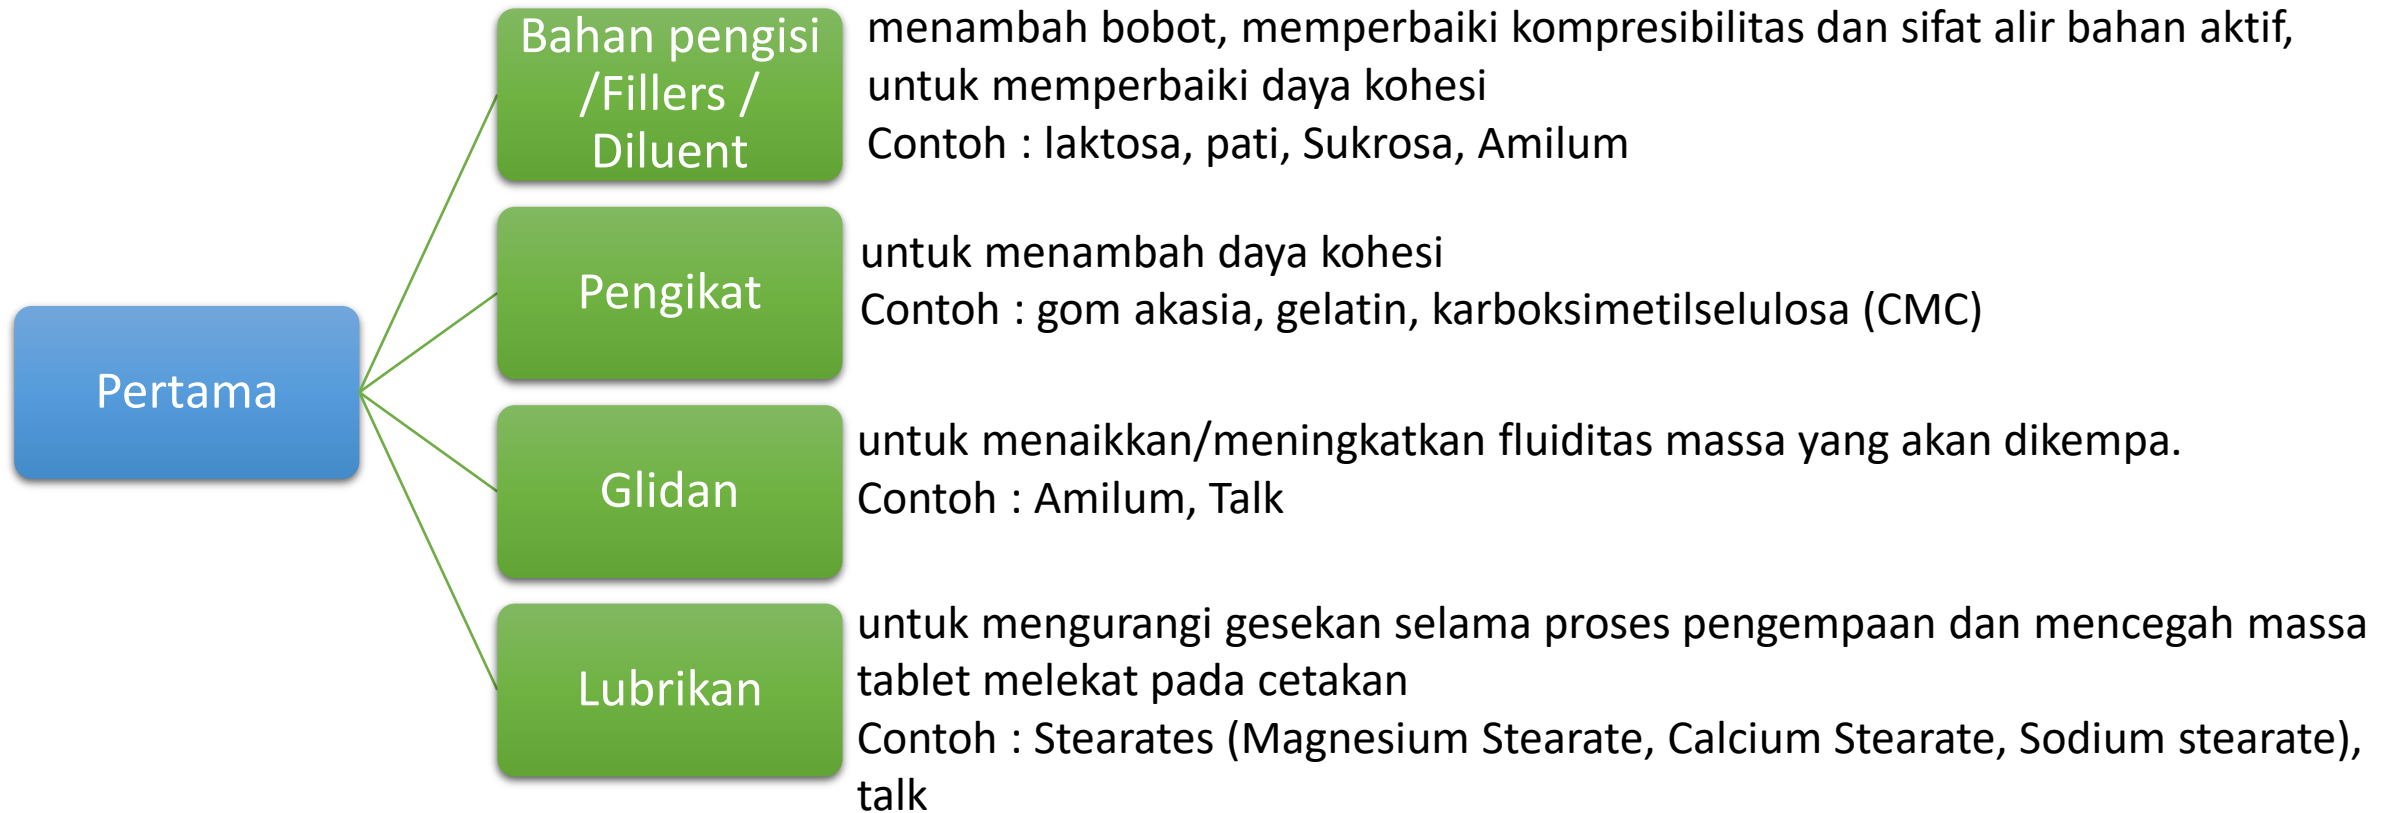 Pertama
Bahan pengisi
/Fillers /
Diluent
menambah bobot, memperbaiki kompresibilitas dan sifat alir bahan aktif,
untuk memperbaiki daya kohesi
Contoh : laktosa, pati, Sukrosa, Amilum
Pengikat
untuk menambah daya kohesi
Contoh : gom akasia, gelatin, karboksimetilselulosa (CMC)
Glidan
untuk menaikkan/meningkatkan fluiditas massa yang akan dikempa.
Contoh : Amilum, Talk
Lubrikan
untuk mengurangi gesekan selama proses pengempaan dan mencegah massa
tablet melekat pada cetakan
Contoh : Stearates (Magnesium Stearate, Calcium Stearate, Sodium stearate),
talk